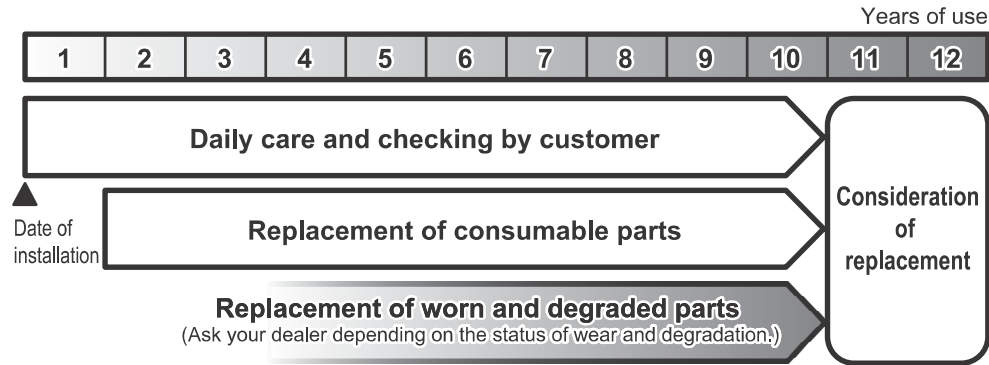 Years of use
1 2 3 4 5 6 7 8 9 10 11 12
Daily care and checking by customer
Date of
installation
Replacement of consumable parts
Replacement of worn and degraded parts
(Ask your dealer depending on the status of wear and degradation.)
Consideration
of
replacement